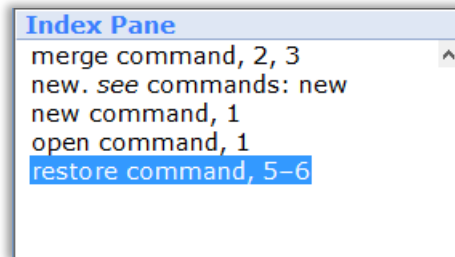 Index Pane
merge command, 2, 3
new. see commands: new
new command, 1
open command, 1
restore command, 5–6